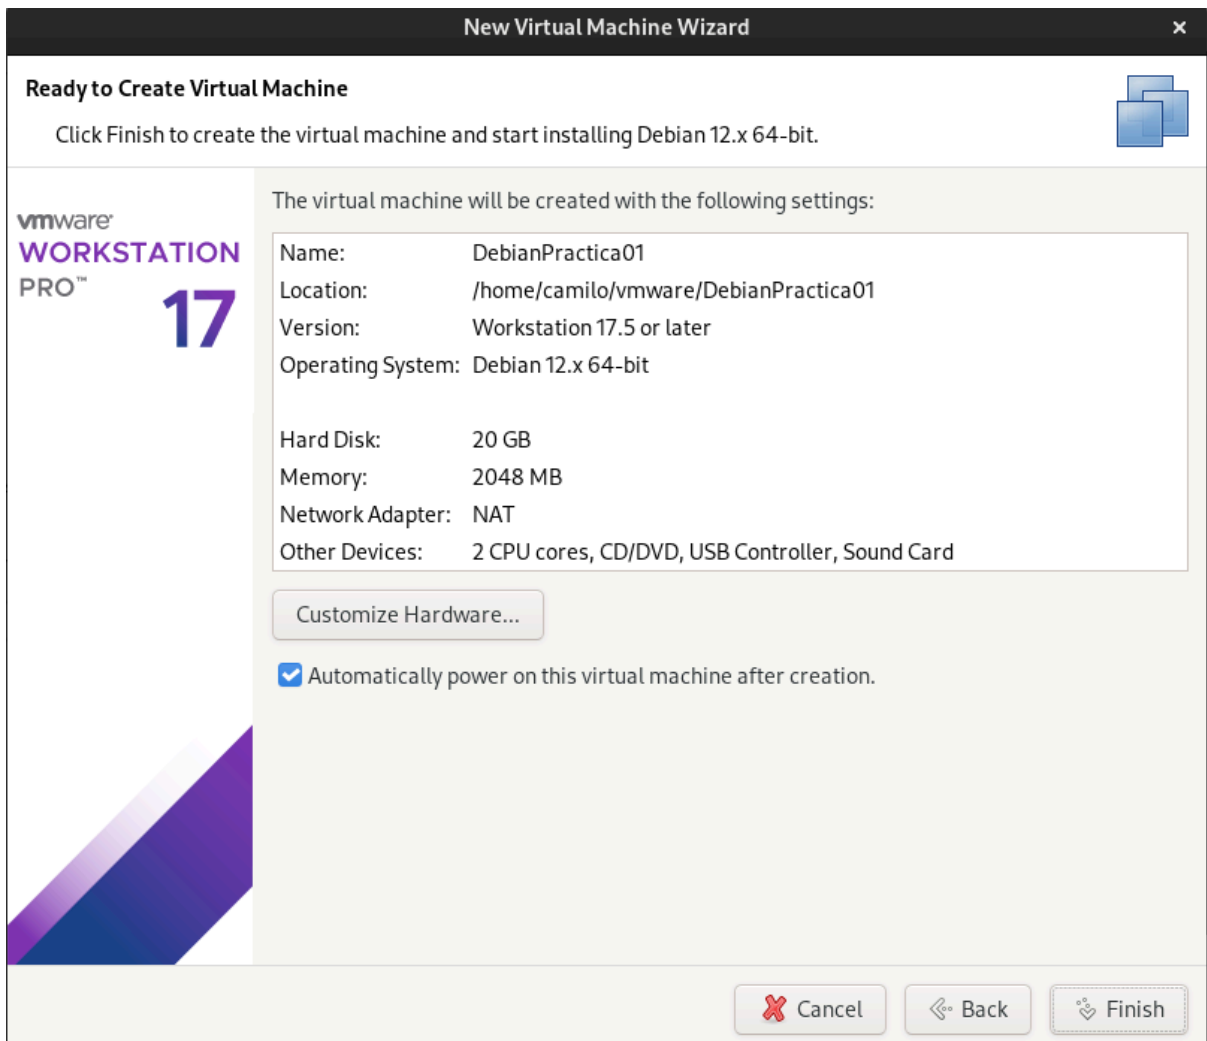 New Virtual Machine Wizard
Ready to Create Virtual Machine
Click Finish to create the virtual machine and start installing Debian 12.x 64-bit.
vmware®
WORKSTATION
PRO™
17
The virtual machine will be created with the following settings:
Name: DebianPractica01
Location: /home/camilo/vmware/DebianPractica01
Version: Workstation 17.5 or later
Operating System: Debian 12.x 64-bit
Hard Disk: 20 GB
Memory: 2048 MB
Network Adapter: NAT
Other Devices: 2 CPU cores, CD/DVD, USB Controller, Sound Card
Customize Hardware...
Automatically power on this virtual machine after creation.
Cancel
Back
Finish